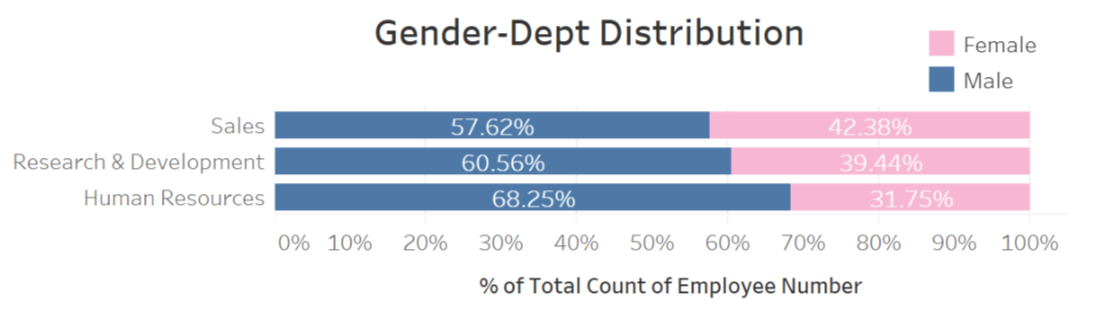 Gender-Dept Distribution
Female
Male
Sales 57.62% 42.38%
Research & Development 60.56% 39.44%
Human Resources 68.25% 31.75%
0% 10% 20% 30% 40% 50% 60% 70% 80% 90% 100%
% of Total Count of Employee Number